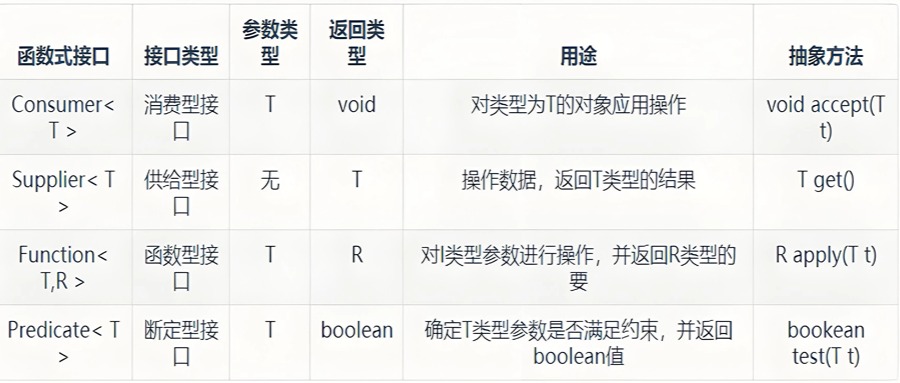 函数式接口 接口类型 参数类 返回类 用途 抽象方法
型 型
Consumer< 消费型接 T void 对类型为T的对象应用操作 void accept(T
T > 口 t)
Supplier< T 供给型接 无 T 操作数据，返回T类型的结果 T get()
> 口
Function< 函数型接 T R 对I类型参数进行操作，并返回R类型的 R apply(T t)
T,R > 口 要
Predicate< T 断定型接 T boolean 确定T类型参数是否满足约束，并返回 bookean
> 口 boolean值 test(T t)